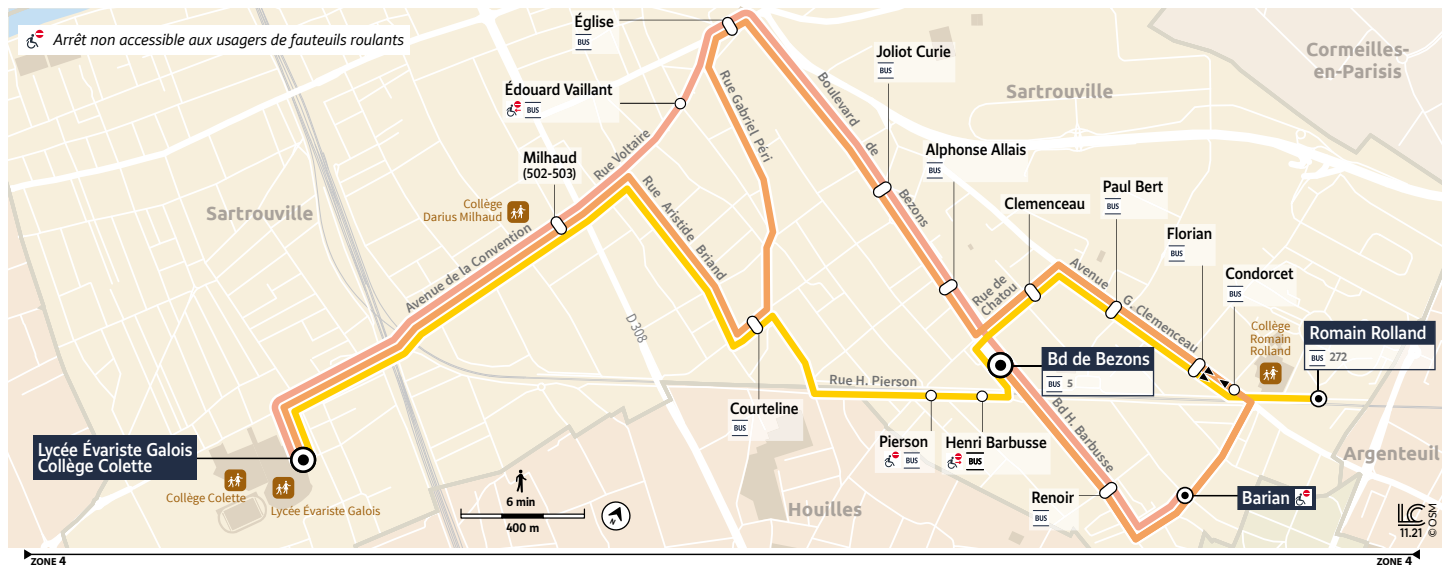 Arrêt non accessible aux usagers de fauteuils roulants
Église
BUS
Édouard Vaillant
BUS
Milhaud
(502-503)
Collège
Darius Milhaud
Sartrouville
Rue Voltaire
Avenue de la Convention
Rue Gabriel Péri
Rue Aristide Briand
D 308
Boulevard de Bezons
Joliot Curie
BUS
Sartrouville
Cormeilles-
en-Parisis
Alphonse Allais
BUS
Clemenceau
Paul Bert
BUS
Florian
BUS
Condorcet
BUS
Rue de
Chatou
Avenue G. Clemenceau
Collège
Romain
Rolland
Romain Rolland
BUS 272
Bd de Bezons
BUS 5
Rue H. Pierson
Courteline
BUS
Pierson
BUS
Henri Barbusse
BUS
Bd H. Barbusse
Renoir
BUS
Barian
Argenteuil
Houilles
Lycée Évariste Galois
Collège Colette
Collège Colette
Lycée Évariste Galois
6 min
400 m
N
LC
11.21
© OSM
ZONE 4
ZONE 4